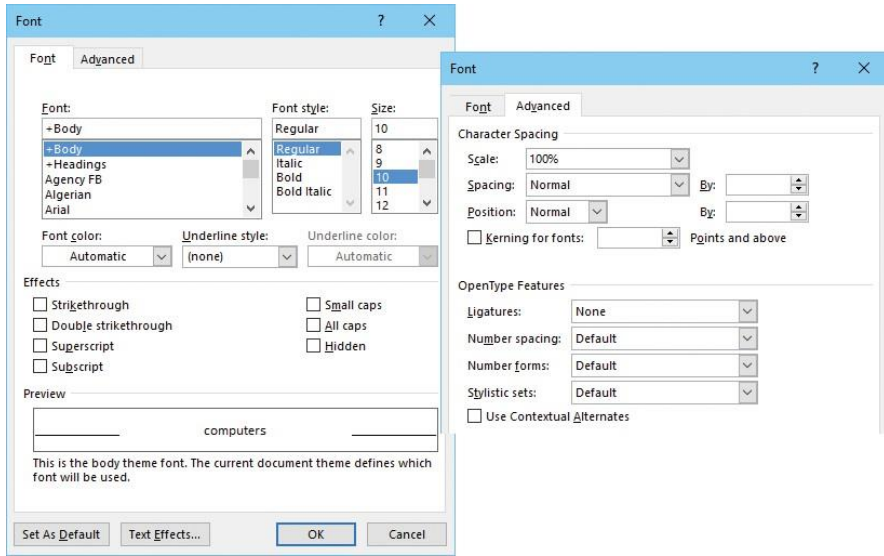 Font ? ×
Font Advanced
Font: Font style: Size:
+Body Regular 10
+Body Regular 8
+Headings Italic 9
Agency FB Bold 10
Algerian Bold Italic 11
Arial 12
Font color: Underline style: Underline color:
Automatic (none) Automatic
Effects
Strikethrough Small caps
Double strikethrough All caps
Superscript Hidden
Subscript
Preview
computers
This is the body theme font. The current document theme defines which
font will be used.
Set As Default Text Effects... OK Cancel
Font ? ×
Font Advanced
Character Spacing
Scale: 100%
Spacing: Normal By:
Position: Normal By:
Kerning for fonts: Points and above
OpenType Features
Ligatures: None
Number spacing: Default
Number forms: Default
Stylistic sets: Default
Use Contextual Alternates